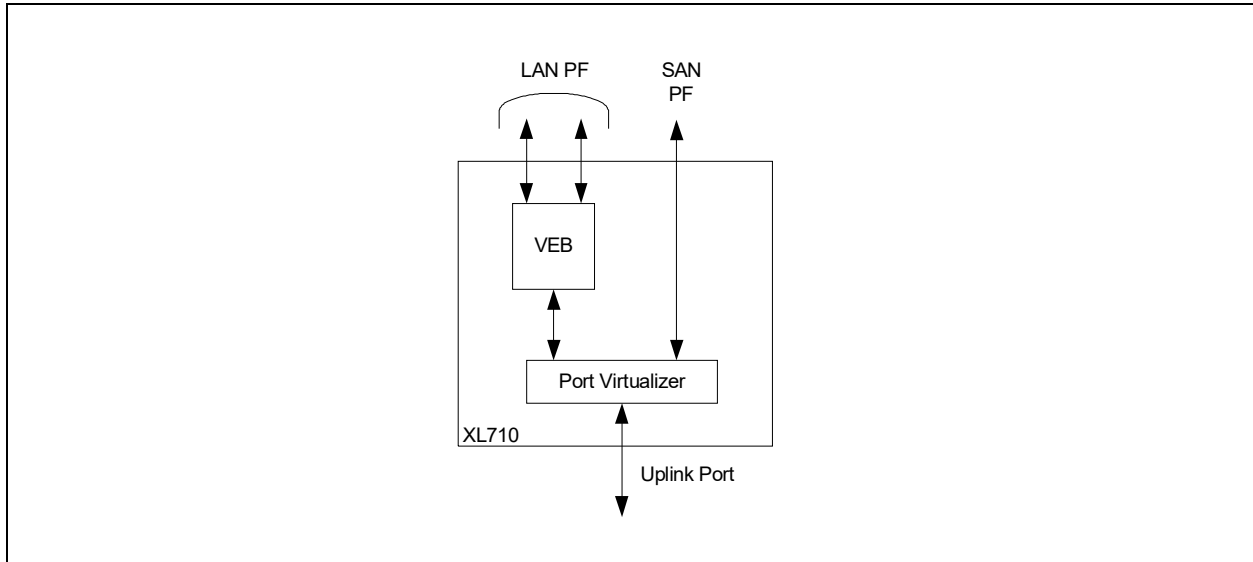 LAN PF
SAN
PF
VEB
Port Virtualizer
XL710
Uplink Port